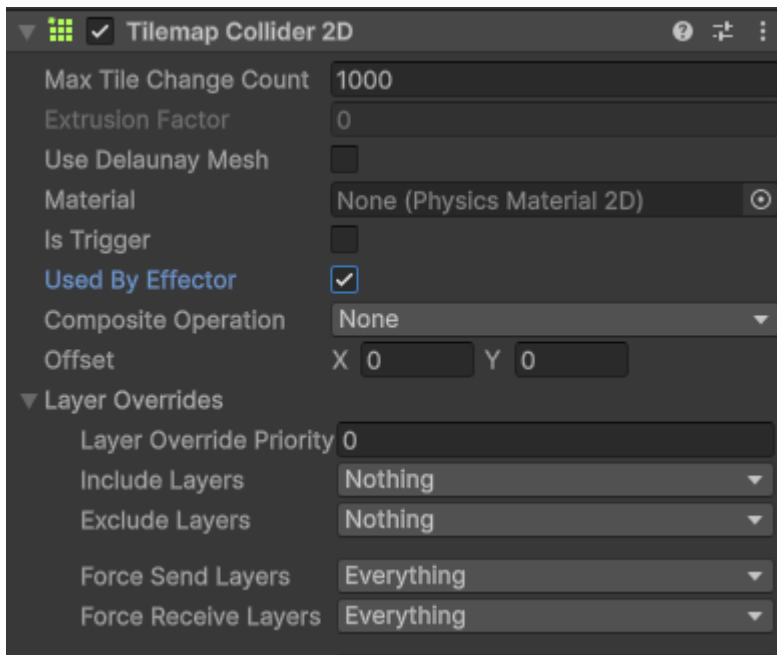 Tilemap Collider 2D
Max Tile Change Count 1000
Extrusion Factor 0
Use Delaunay Mesh
Material None (Physics Material 2D)
Is Trigger
Used By Effector
Composite Operation None
Offset X 0 Y 0
Layer Overrides
Layer Override Priority 0
Include Layers Nothing
Exclude Layers Nothing
Force Send Layers Everything
Force Receive Layers Everything